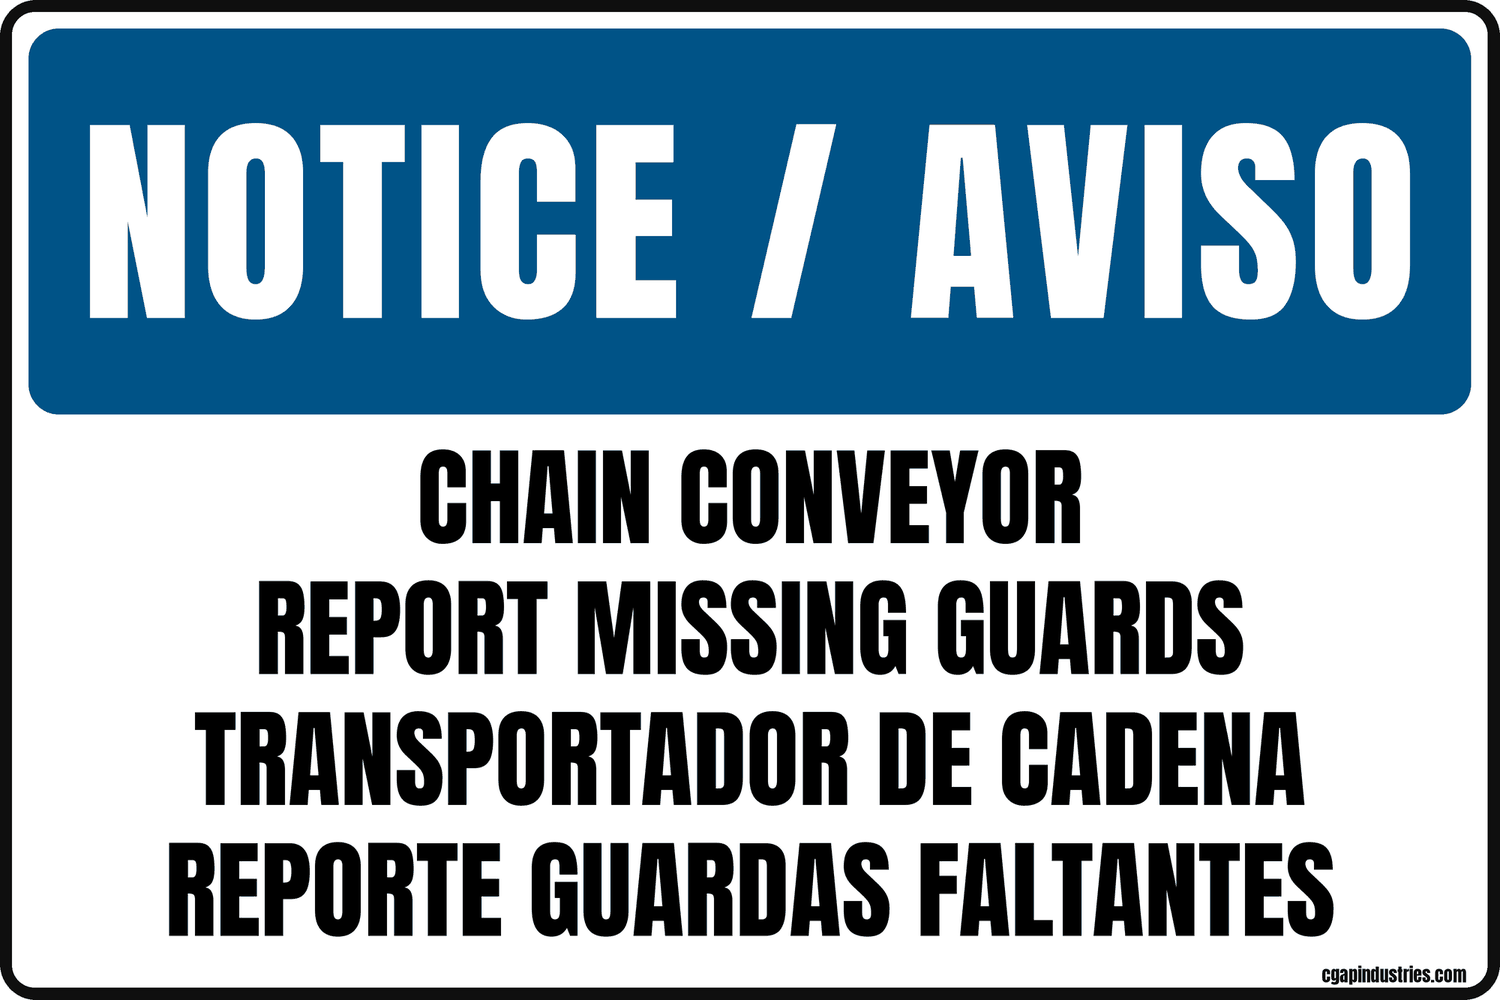 NOTICE / AVISO
CHAIN CONVEYOR
REPORT MISSING GUARDS
TRANSPORTADOR DE CADENA
REPORTE GUARDAS FALTANTES
cgapindustries.com